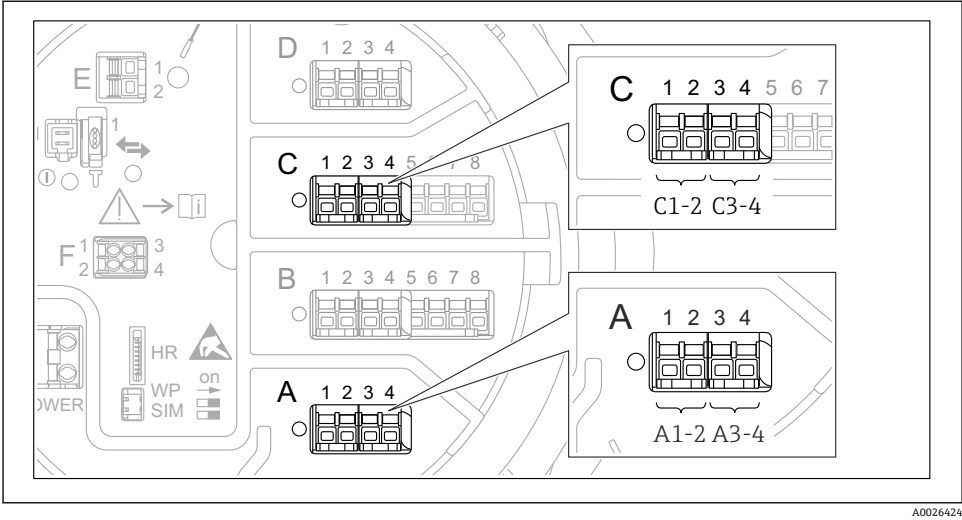 D 1 2 3 4
E 1
2
1
C 1 2 3 4 5 6 7 8
i
F 1 3
2 4
B 1 2 3 4 5 6 7 8
HR
WP
SIM
on
OWER
A 1 2 3 4
C 1 2 3 4 5 6 7
C1-2 C3-4
A 1 2 3 4
A1-2 A3-4
A0026424